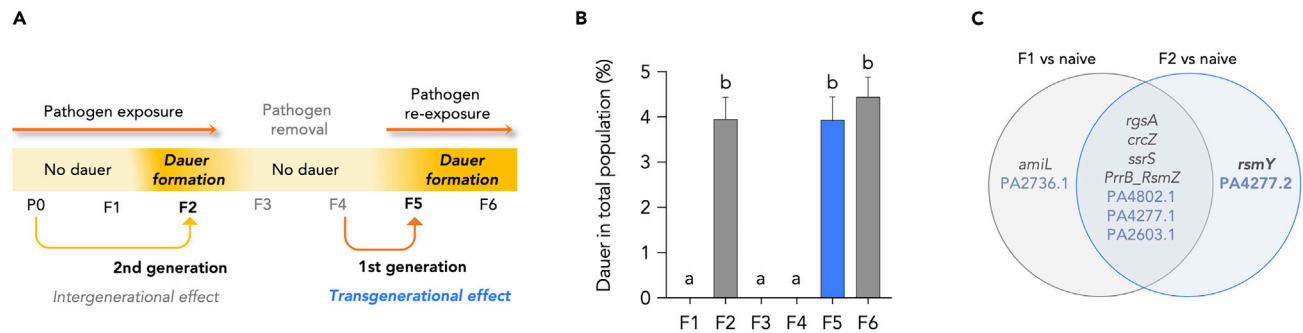 A
Pathogen exposure
Pathogen
removal
Pathogen
re-exposure
No dauer
Dauer
formation
No dauer
Dauer
formation
P0 F1 F2 F3 F4 F5 F6
2nd generation
1st generation
Intergenerational effect
Transgenerational effect
B
Dauer in total population (%)
5
4
3
2
1
0
a b a a b b
F1 F2 F3 F4 F5 F6
C
F1 vs naive
F2 vs naive
amiL
PA2736.1
rgsA
crcZ
ssrS
PrrB_RsmZ
PA4802.1
PA4277.1
PA2603.1
rsmY
PA4277.2